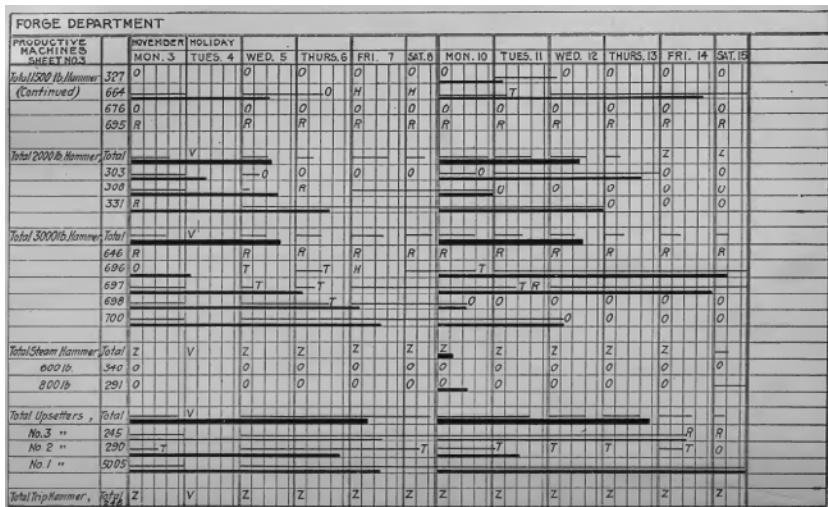 FORGE DEPARTMENT
PRODUCTIVE MACHINES SHEET NO.3 NOVEMBER HOLIDAY
MON. 3 TUES. 4 WED. 5 THURS. 6 FRI. 7 SAT. 8 MON. 10 TUES. 11 WED. 12 THURS. 13 FRI. 14 SAT. 15
Total 1500 lb. Hammer 327 O O O O O O O O O O
(Continued) 664 O H H T
676 O O O O O O O O O O O
695 R R R R R R R R R R R
Total 2000 lb. Hammer, Total V Z
303 O O O O O O O
308 R O O O O U
331 R O O O
Total 3000 lb. Hammer, Total V
646 R R R R R R R R R R R
696 O T T H T
697 T T T R
698 T O O O O O O
700 O O O O
Total Steam Hammer, Total Z V Z Z Z Z Z Z Z Z Z
600 lb. 340 O O O O O O O O O O O
800 lb 291 O O O O O O O O O O
Total Upsetters, Total V
No. 3 " 245 R R
No. 2 " 290 T T T T T T O
No. 1 " 5005
Total Trip Hammer, Total Z V Z Z Z Z Z Z Z Z Z Z